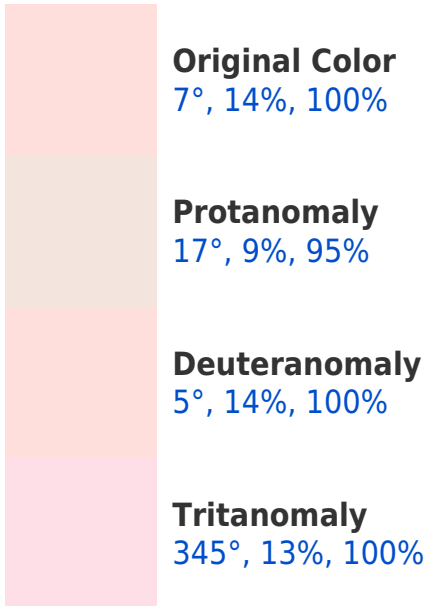 Original Color
7°, 14%, 100%
Protanomaly
17°, 9%, 95%
Deuteranomaly
5°, 14%, 100%
Tritanomaly
345°, 13%, 100%